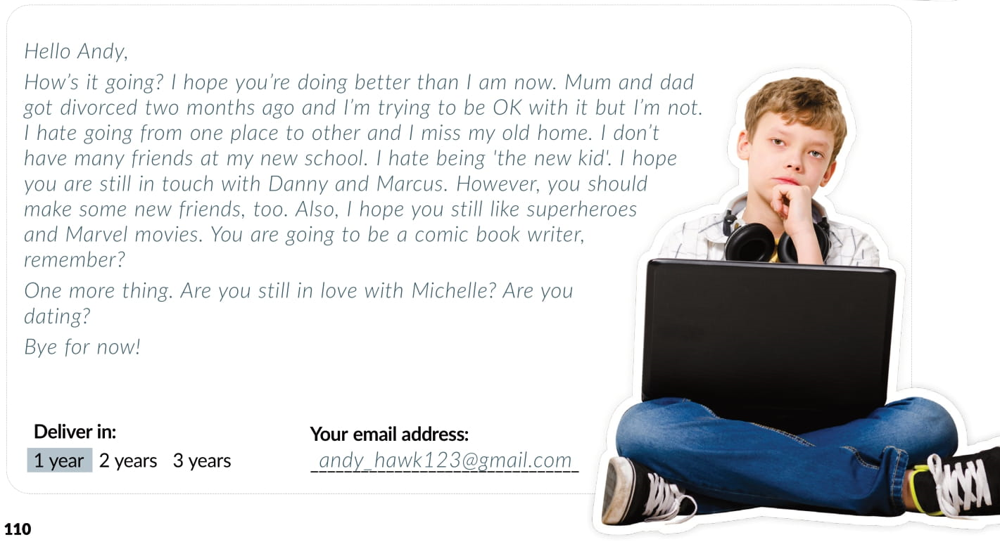 Hello Andy,
How's it going? I hope you're doing better than I am now. Mum and dad
got divorced two months ago and I'm trying to be OK with it but I'm not.
I hate going from one place to other and I miss my old home. I don't
have many friends at my new school. I hate being 'the new kid'. I hope
you are still in touch with Danny and Marcus. However, you should
make some new friends, too. Also, I hope you still like superheroes
and Marvel movies. You are going to be a comic book writer,
remember?
One more thing. Are you still in love with Michelle? Are you
dating?
Bye for now!
Deliver in:
1 year 2 years 3 years
Your email address:
andy_hawk123@gmail.com
110